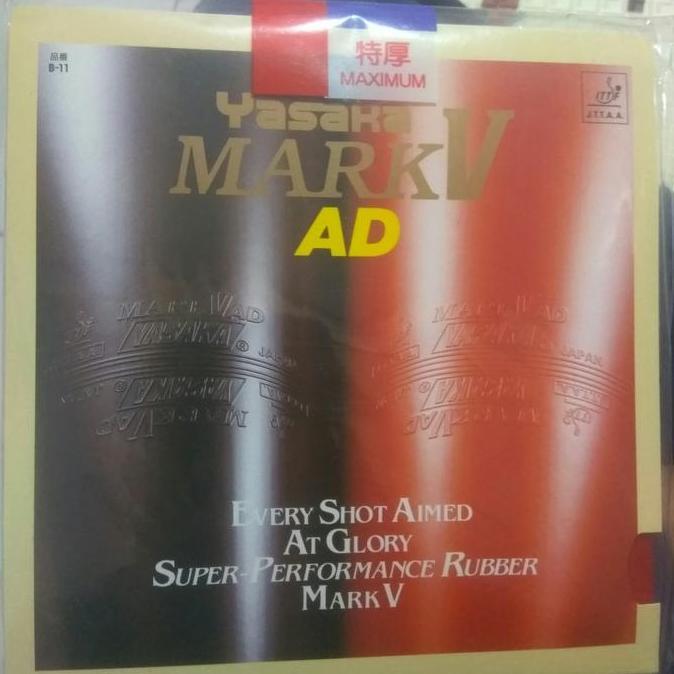 品番
B-11
特厚
MAXIMUM
ITTF
J.T.T.A.A.
Yasaka
MARK V
AD
MARK V AD
YASAKA ®
JAPAN
MARK V AD
YASAKA
JAPAN
EVERY SHOT AIMED
AT GLORY
SUPER-PERFORMANCE RUBBER
MARK V